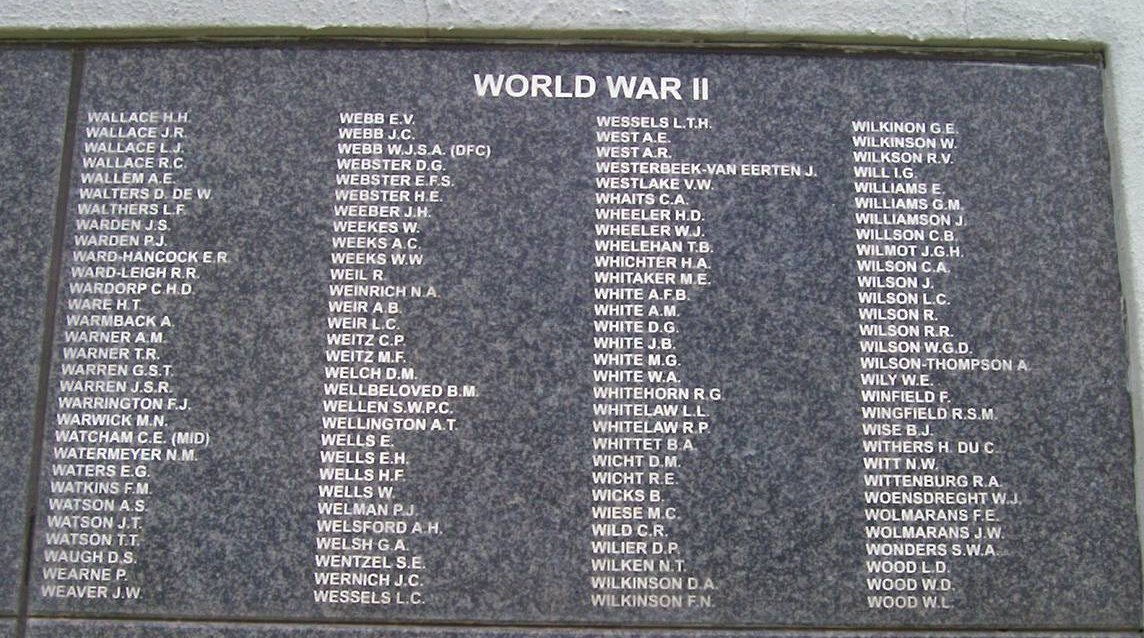 WORLD WAR II
WALLACE H.H.
WALLACE J.R.
WALLACE L.J.
WALLACE R.C.
WALLEM A.E.
WALTERS D. DE W.
WALTHERS L.F.
WARDEN J.S.
WARDEN P.J.
WARD-HANCOCK E.R.
WARD-LEIGH R.R.
WARDORP C.H.D.
WARE H.T.
WARMBACK A.
WARNER A.M.
WARNER T.R.
WARREN G.S.T.
WARREN J.S.R.
WARRINGTON F.J.
WARWICK M.N.
WATCHAM C.E. (MID)
WATERMEYER N.M.
WATERS E.G.
WATKINS F.M.
WATSON A.S.
WATSON J.T.
WATSON T.T.
WAUGH D.S.
WEARNE P.
WEAVER J.W.
WEBB E.V.
WEBB J.C.
WEBB W.J.S.A. (DFC)
WEBSTER D.G.
WEBSTER E.F.S.
WEBSTER H.E.
WEEBER J.H.
WEEKES W.
WEEKS A.C.
WEEKS W.W
WEIL R.
WEINRICH N.A.
WEIR A.B.
WEIR L.C.
WEITZ C.P.
WEITZ M.F.
WELCH D.M.
WELLBELOVED B.M.
WELLEN S.W.P.C.
WELLINGTON A.T.
WELLS E.
WELLS E.H.
WELLS H.F.
WELLS W.
WELMAN P.J.
WELSFORD A.H.
WELSH G.A.
WENTZEL S.E.
WERNICH J.C.
WESSELS L.C.
WESSELS L.T.H.
WEST A.E.
WEST A.R.
WESTERBEEK-VAN EERTEN J.
WESTLAKE V.W.
WHAITS C.A.
WHEELER H.D.
WHEELER W.J.
WHELEHAN T.B.
WHICHTER H.A.
WHITAKER M.E.
WHITE A.F.B.
WHITE A.M.
WHITE D.G.
WHITE J.B.
WHITE M.G.
WHITE W.A.
WHITEHORN R.G
WHITELAW L.L.
WHITELAW R.P.
WHITTET B.A.
WICHT D.M.
WICHT R.E.
WICKS B.
WIESE M.C.
WILD C.R.
WILIER D.P.
WILKEN N.T.
WILKINSON D.A.
WILKINSON F.N.
WILKINON G.E.
WILKINSON W.
WILKSON R.V.
WILL I.G.
WILLIAMS E.
WILLIAMS G.M.
WILLIAMSON J.
WILLSON C.B.
WILMOT J.G.H.
WILSON C.A.
WILSON J.
WILSON L.C.
WILSON R.
WILSON R.R.
WILSON W.G.D.
WILSON-THOMPSON A.
WILY W.E.
WINFIELD F.
WINGFIELD R.S.M.
WISE B.J.
WITHERS H. DU C.
WITT N.W.
WITTENBURG R.A.
WOENSDREGHT W.J.
WOLMARANS F.E.
WOLMARANS J.W.
WONDERS S.W.A.
WOOD L.D.
WOOD W.D.
WOOD W.L.